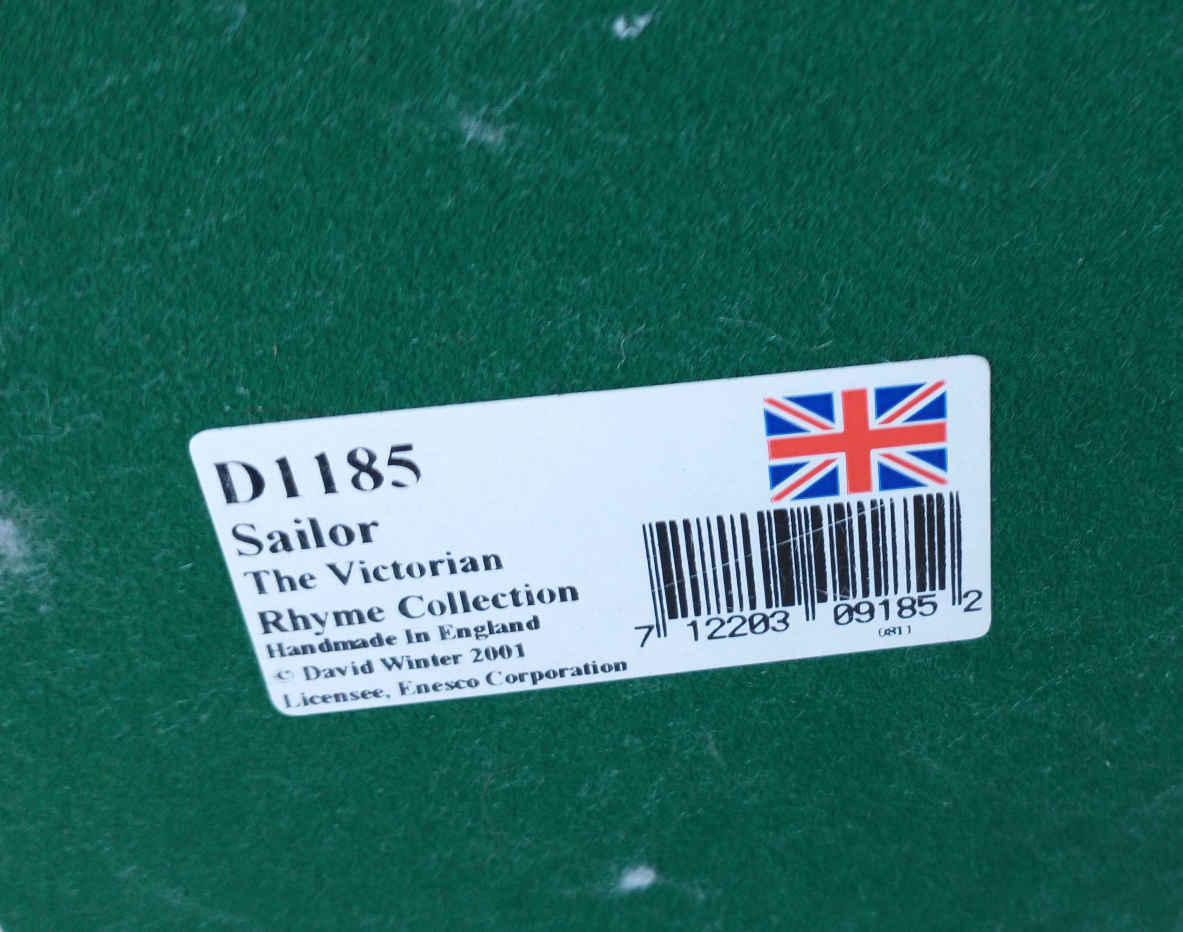 D1185
Sailor
The Victorian
Rhyme Collection
Handmade In England
© David Winter 2001
Licensee, Enesco Corporation
7 12203 09185 2